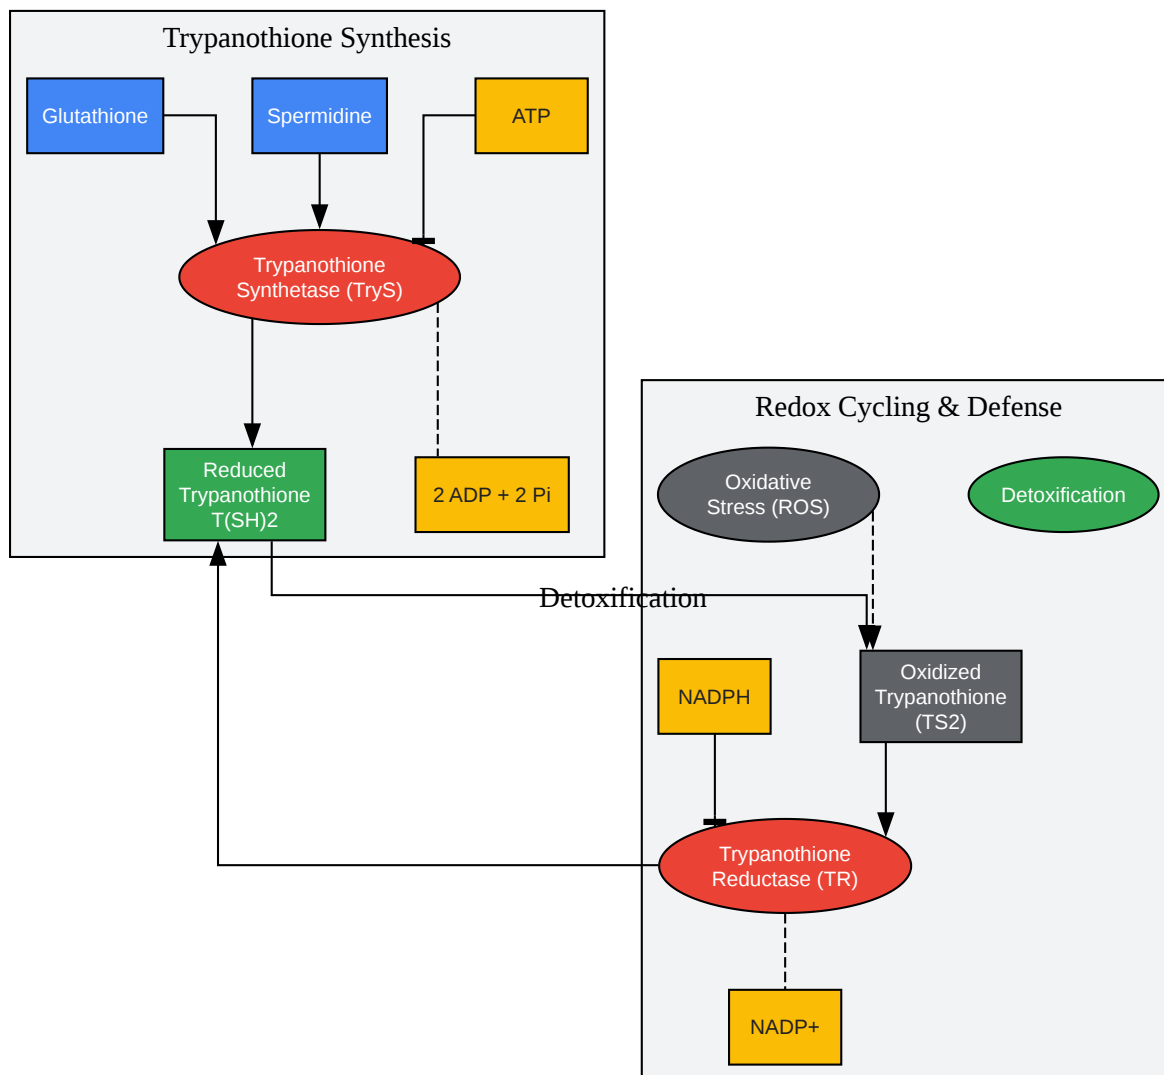 Trypanothione Synthesis
Glutathione
Spermidine
ATP
Trypanothione
Synthetase (TryS)
Reduced
Trypanothione
T(SH)2
2 ADP + 2 Pi
Redox Cycling & Defense
Oxidative
Stress (ROS)
Detoxification
Detoxification
NADPH
Oxidized
Trypanothione
(TS2)
Trypanothione
Reductase (TR)
NADP+